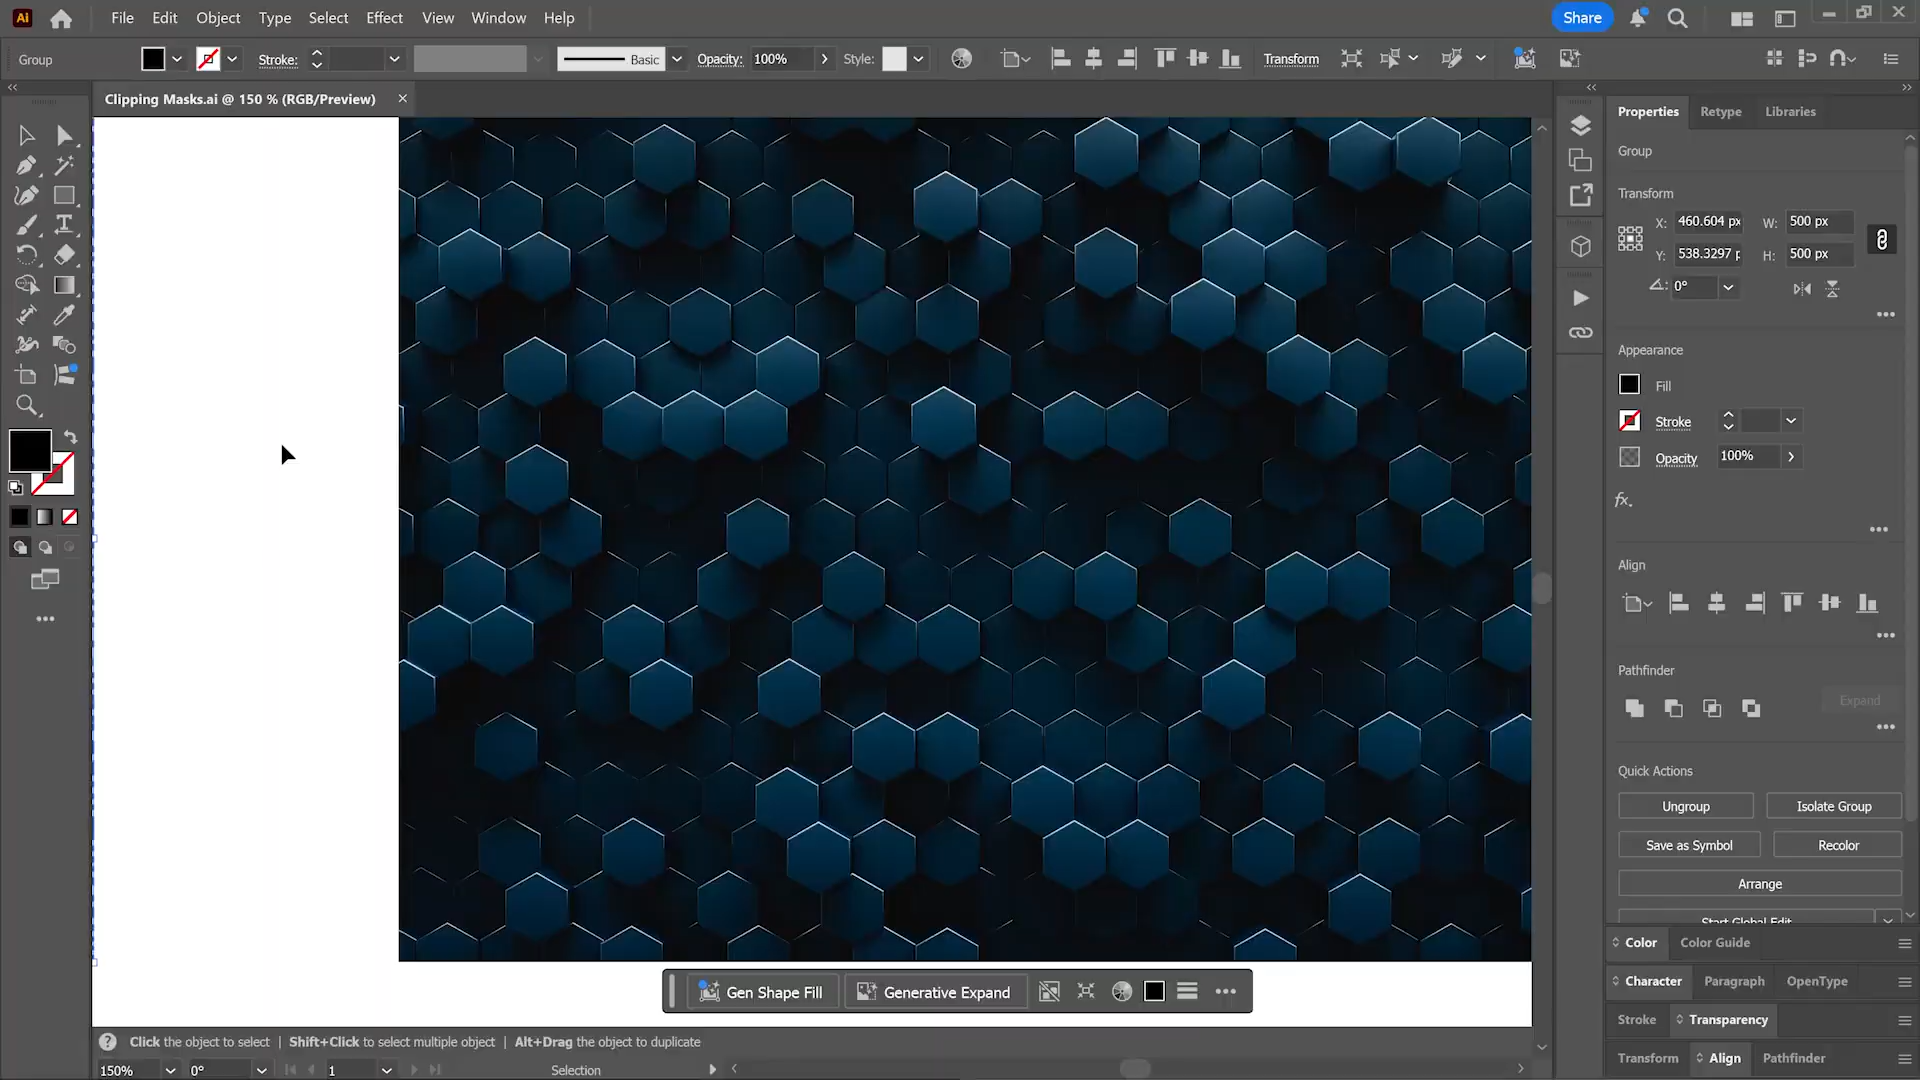 Ai File Edit Object Type Select Effect View Window Help Share
Group Stroke: Basic Opacity: 100% Style: Transform
Clipping Masks.ai @ 150 % (RGB/Preview)
Properties Retype Libraries
Group
Transform
X: 460.604 px W: 500 px
Y: 538.3297 p H: 500 px
0°
Appearance
Fill
Stroke
Opacity 100%
fx.
Align
Pathfinder
Expand
Quick Actions
Ungroup Isolate Group
Save as Symbol Recolor
Arrange
Start Global Edit
Color Color Guide
Character Paragraph OpenType
Stroke Transparency
Transform Align Pathfinder
Gen Shape Fill Generative Expand
Click the object to select | Shift+Click to select multiple object | Alt+Drag the object to duplicate
150% 0° 1 Selection